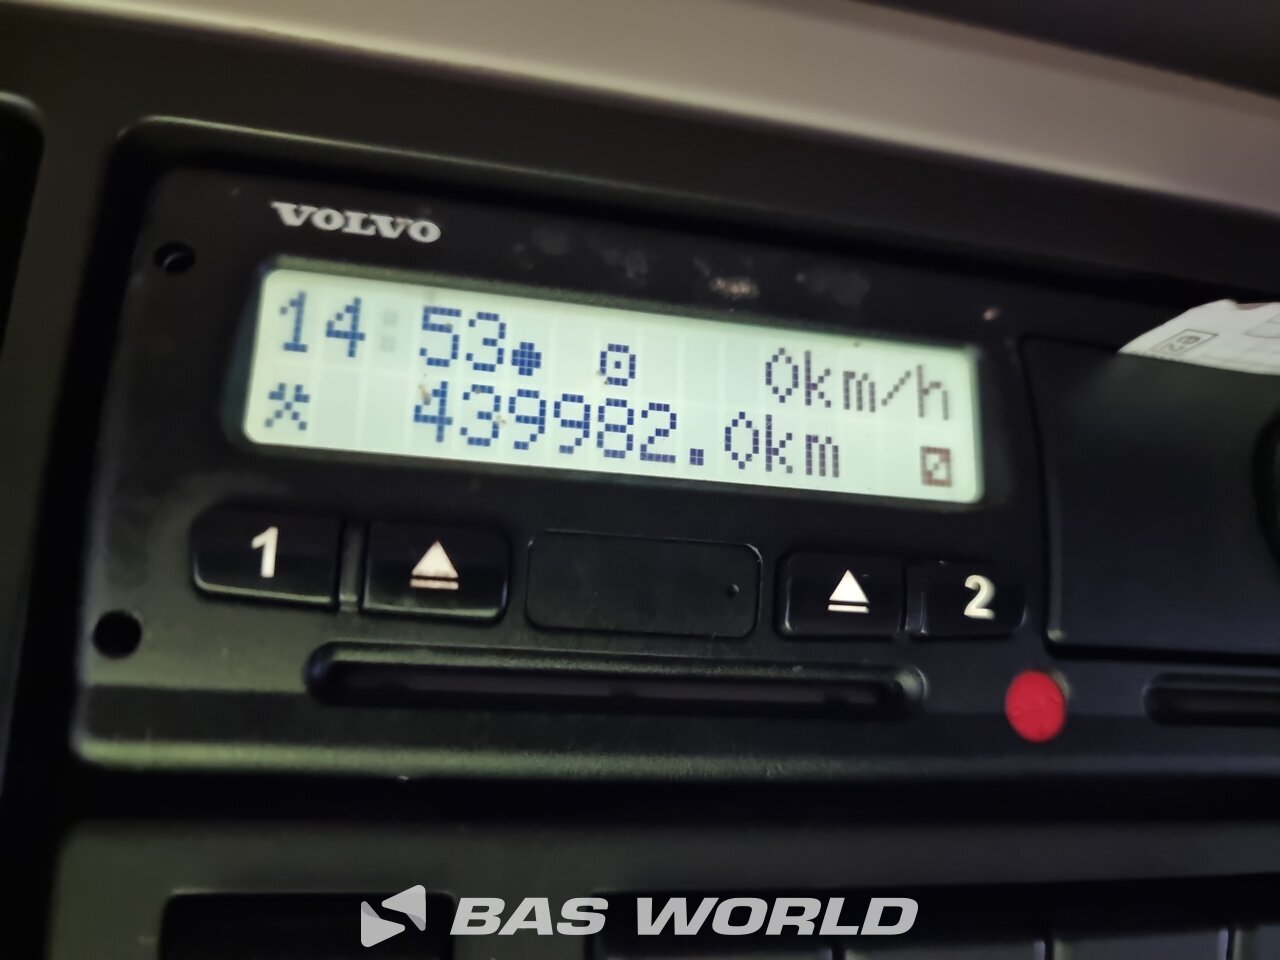 VOLVO
14:53 0km/h
439982.0km
1 2
BAS WORLD